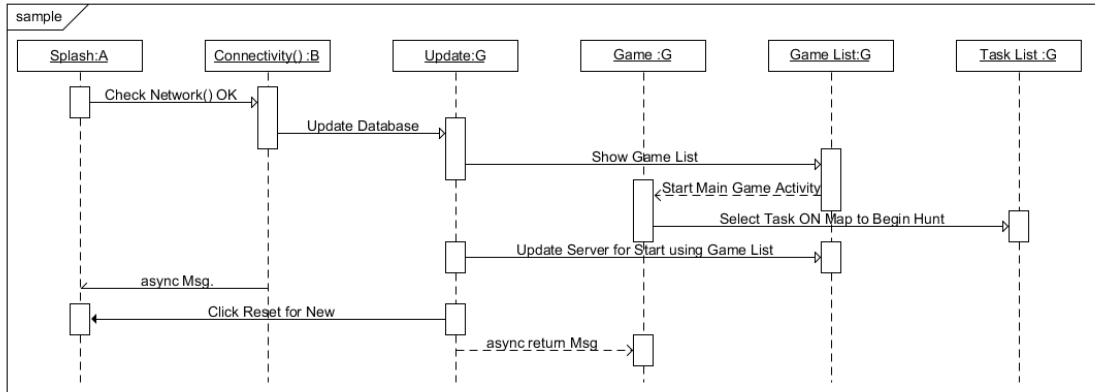 sample
Splash:A
Connectivity() :B
Update:G
Game :G
Game List:G
Task List :G
Check Network() OK
Update Database
Show Game List
Start Main Game Activity
Select Task ON Map to Begin Hunt
Update Server for Start using Game List
async Msg.
Click Reset for New
async return Msg